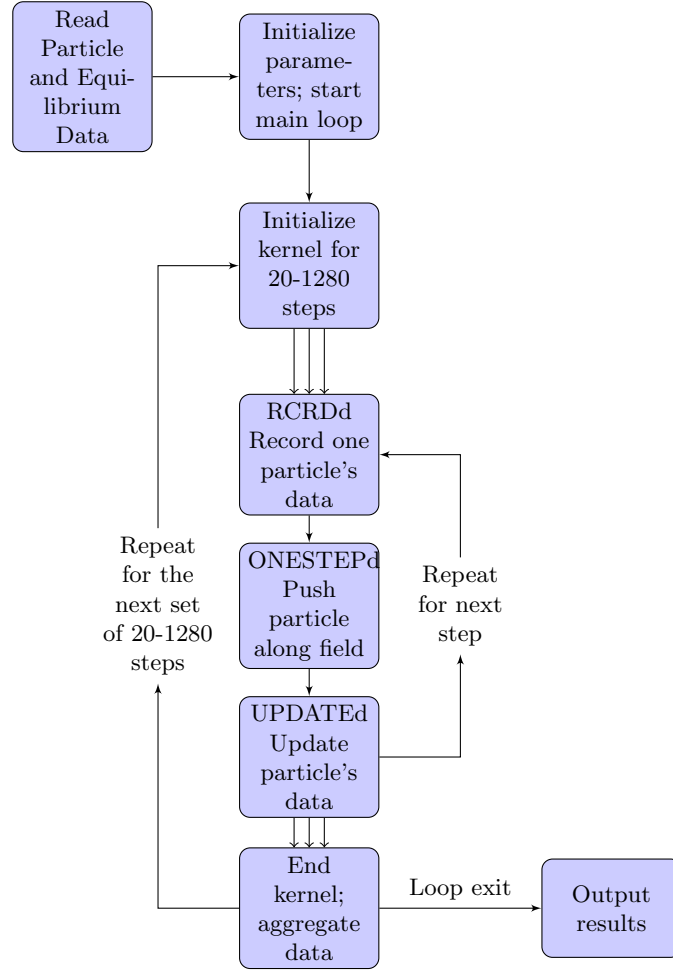 Read
Particle
and Equi-
librium
Data
Initialize
parame-
ters; start
main loop
Initialize
kernel for
20-1280
steps
RCRDd
Record one
particle's
data
ONESTEPd
Push
particle
along field
UPDATEd
Update
particle's
data
Repeat
for the
next set
of 20-1280
steps
Repeat
for next
step
End
kernel;
aggregate
data
Loop exit
Output
results